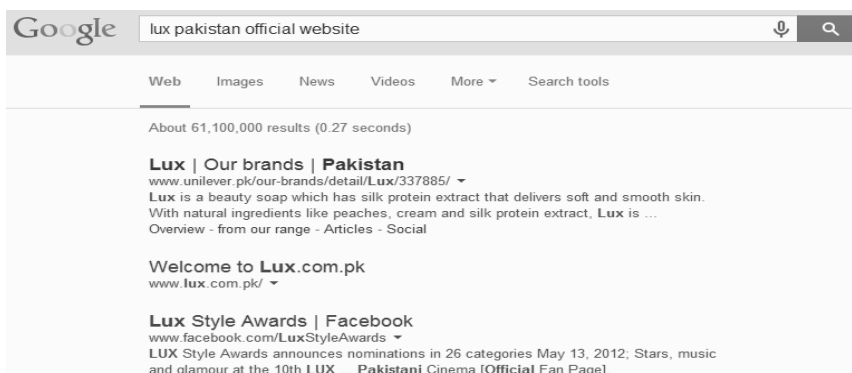 Google lux pakistan official website
Web Images News Videos More Search tools
About 61,100,000 results (0.27 seconds)
Lux | Our brands | Pakistan
www.unilever.pk/our-brands/detail/Lux/337885/
Lux is a beauty soap which has silk protein extract that delivers soft and smooth skin.
With natural ingredients like peaches, cream and silk protein extract, Lux is ...
Overview - from our range - Articles - Social
Welcome to Lux.com.pk
www.lux.com.pk/
Lux Style Awards | Facebook
www.facebook.com/LuxStyleAwards
LUX Style Awards announces nominations in 26 categories May 13, 2012; Stars, music
and glamour at the 10th LUX ... Pakistani Cinema [Official Fan Page]